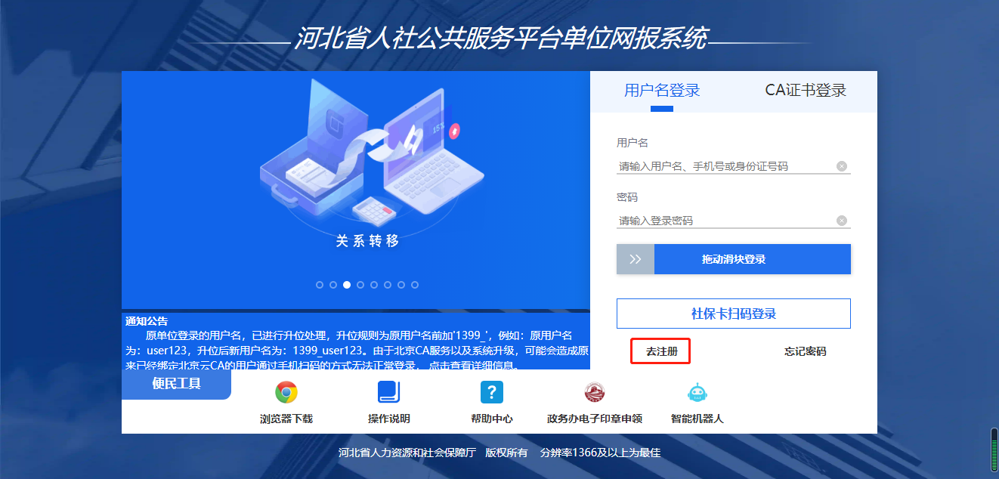 河北省人社公共服务平台单位网报系统
用户名登录
CA证书登录
15%
关系转移
用户名
请输入用户名、手机号或身份证号码
密码
请输入登录密码
拖动滑块登录
社保卡扫码登录
去注册
忘记密码
通知公告
原单位登录的用户名，已进行升位处理，升位规则为原用户名前加'1399_'，例如：原用户名
为：user123，升位后新用户名为：1399_user123。由于北京CA服务以及系统升级，可能会造成原
来已经绑定北京云CA的用户通过手机扫码的方式无法正常登录， 点击查看详细信息。
便民工具
浏览器下载
操作说明
?
帮助中心
政务办电子印章申领
智能机器人
河北省人力资源和社会保障厅 版权所有 分辨率1366及以上为最佳